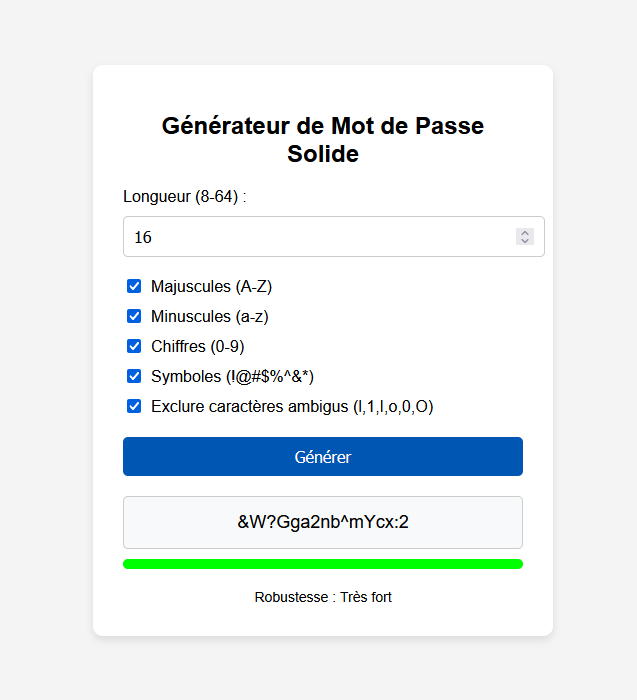 Générateur de Mot de Passe
Solide
Longueur (8-64) :
16
Majuscules (A-Z)
Minuscules (a-z)
Chiffres (0-9)
Symboles (!@#$%^&*)
Exclure caractères ambigus (l,1,I,o,0,O)
Générer
&W?Gga2nb^mYcx:2
Robustesse : Très fort